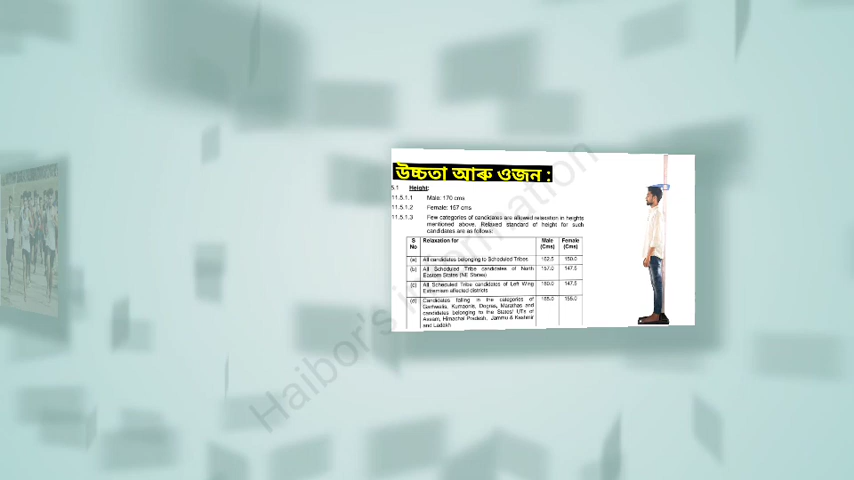 উচ্চতা আৰু ওজন :
5.1 Height:
11.5.1.1 Male: 170 cms
11.5.1.2 Female: 157 cms
11.5.1.3 Few categories of candidates are allowed relaxation in heights
mentioned above. Relaxed standard of height for such
candidates are as follows:
S No Relaxation for Male (Cms) Female (Cms)
(a) All candidates belonging to Scheduled Tribes 162.5 150.0
(b) All Scheduled Tribe candidates of North
Eastern States (NE States) 157.0 147.5
(c) All Scheduled Tribe candidates of Left Wing
Extremism affected districts 160.0 147.5
(d) Candidates falling in the categories of
Garhwalis, Kumaonis, Dogras, Marathas and
candidates belonging to the States/ UTs of
Assam, Himachal Pradesh, Jammu & Kashmir
and Ladakh 165.0 155.0
Haibor's information